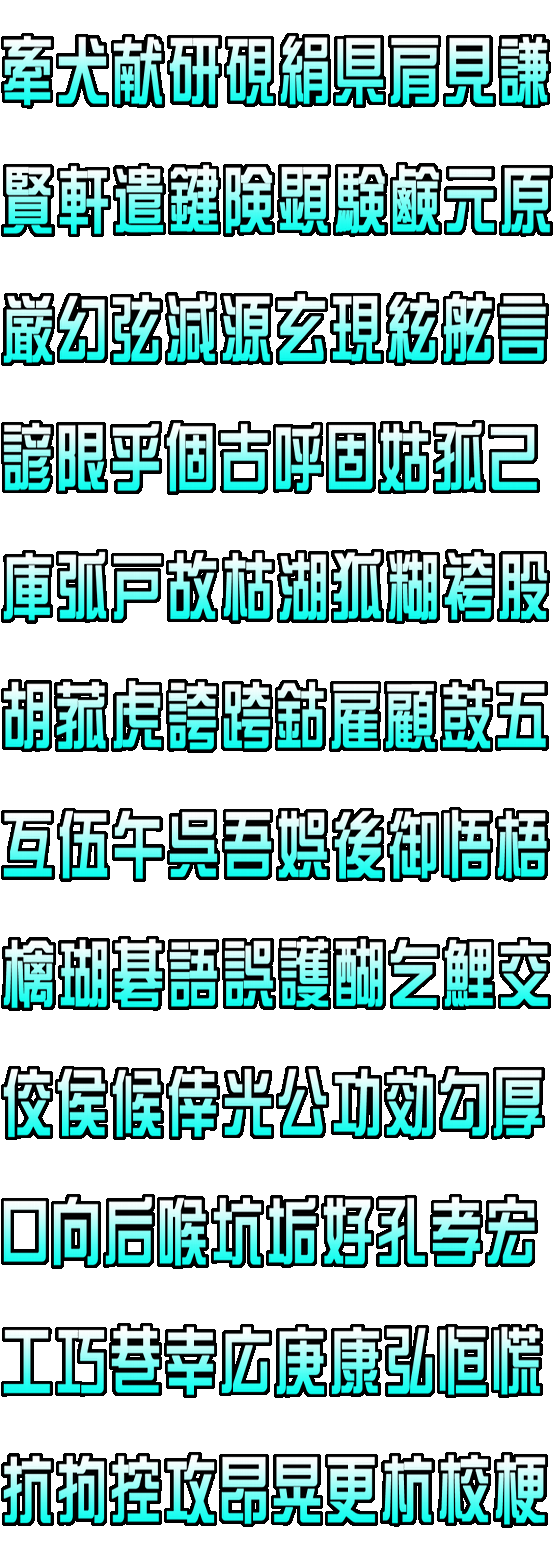 牽犬献研硯絹県肩見謙
賢軒遣鍵険顕験鹸元原
厳幻弦減源玄現絃舷言
諺限乎個古呼固姑孤己
庫弧戸故枯湖狐糊袴股
胡菰虎誇跨鈷雇顧鼓五
互伍午呉吾娯後御悟梧
檎瑚碁語誤護醐乞鯉交
佼侯候倖光公功効勾厚
口向后喉坑垢好孔孝宏
工巧巷幸広庚康弘恒慌
抗拘控攻昂晃更杭校梗